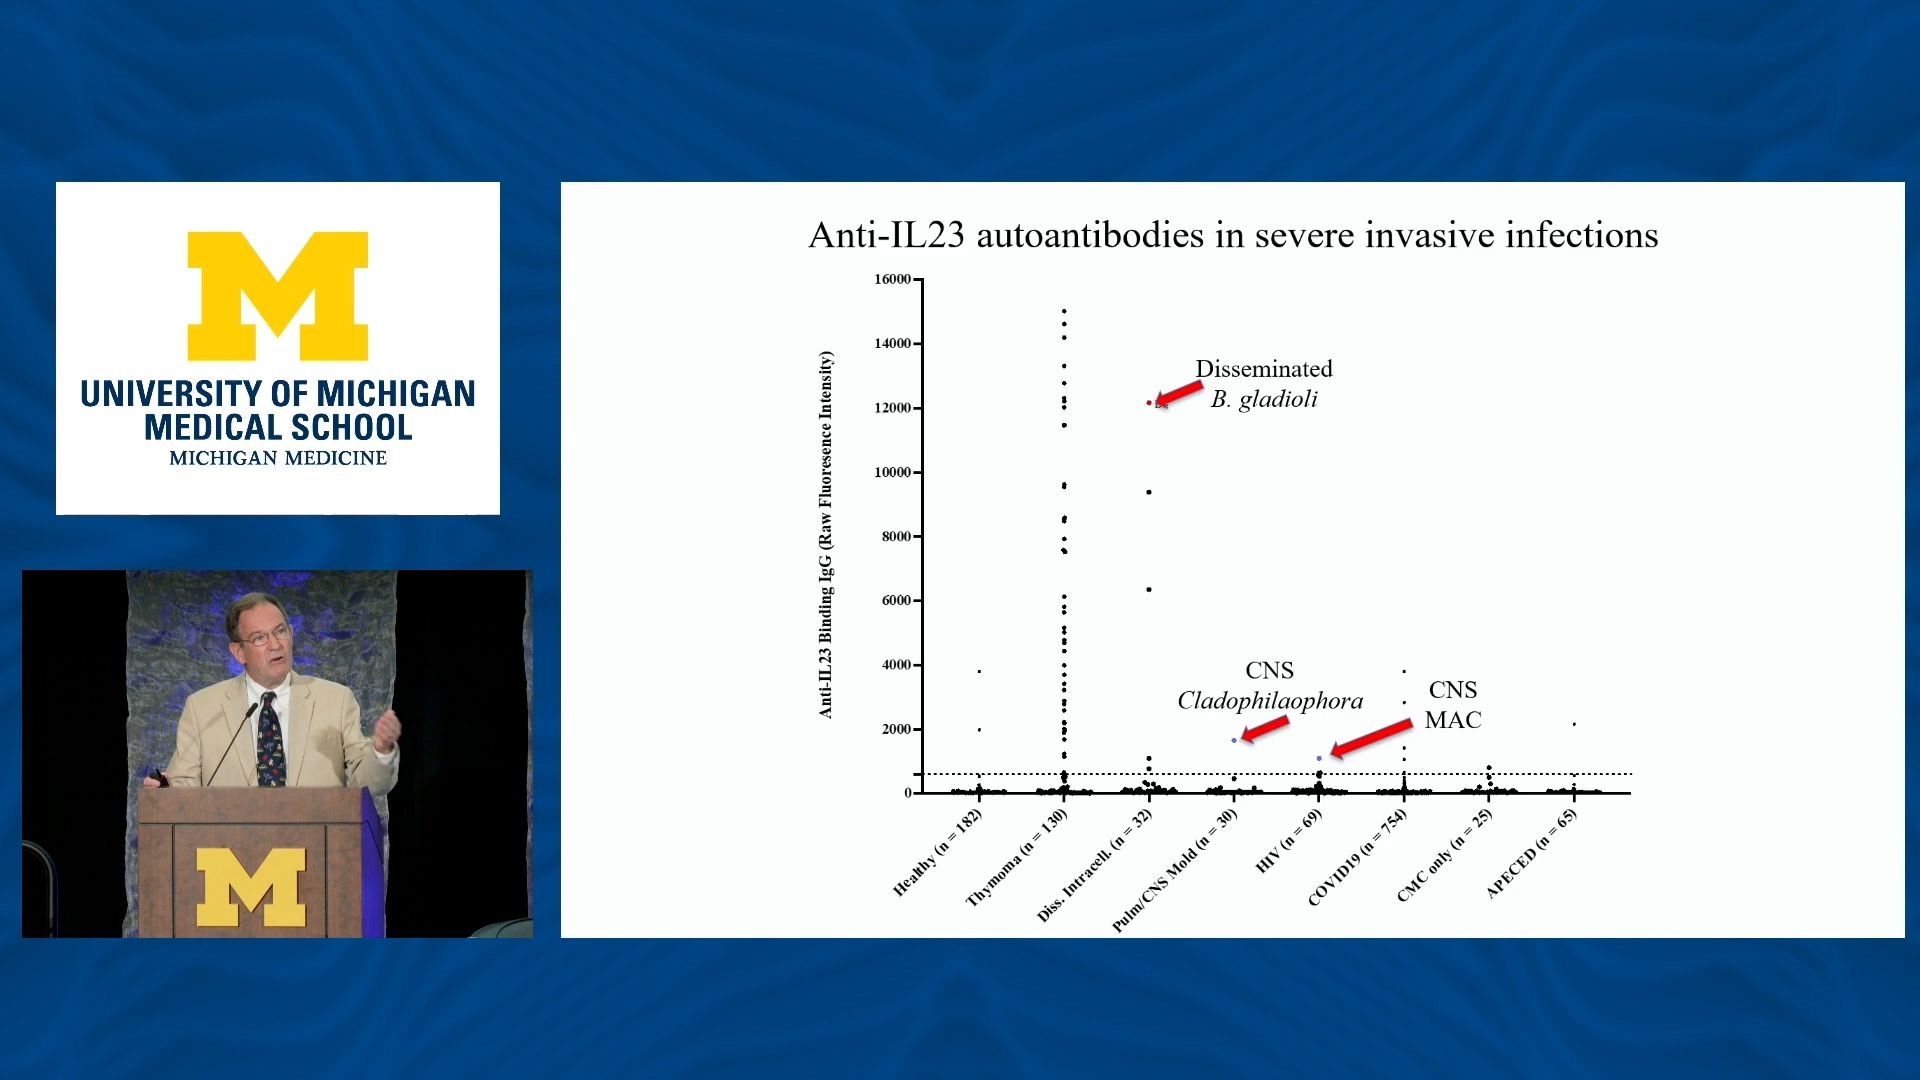 M
UNIVERSITY OF MICHIGAN
MEDICAL SCHOOL
MICHIGAN MEDICINE
M
Anti-IL23 autoantibodies in severe invasive infections
Anti-IL23 Binding IgG (Raw Fluoresence Intensity)
16000
14000
12000
10000
8000
6000
4000
2000
0
Disseminated
B. gladioli
CNS
Cladophilaophora
CNS
MAC
Healthy (n = 182)
Thymoma (n = 130)
Diss. Intracell. (n = 32)
Pulm/CNS Mold (n = 30)
HIV (n = 69)
COVID19 (n = 754)
CMC only (n = 25)
APECED (n = 65)